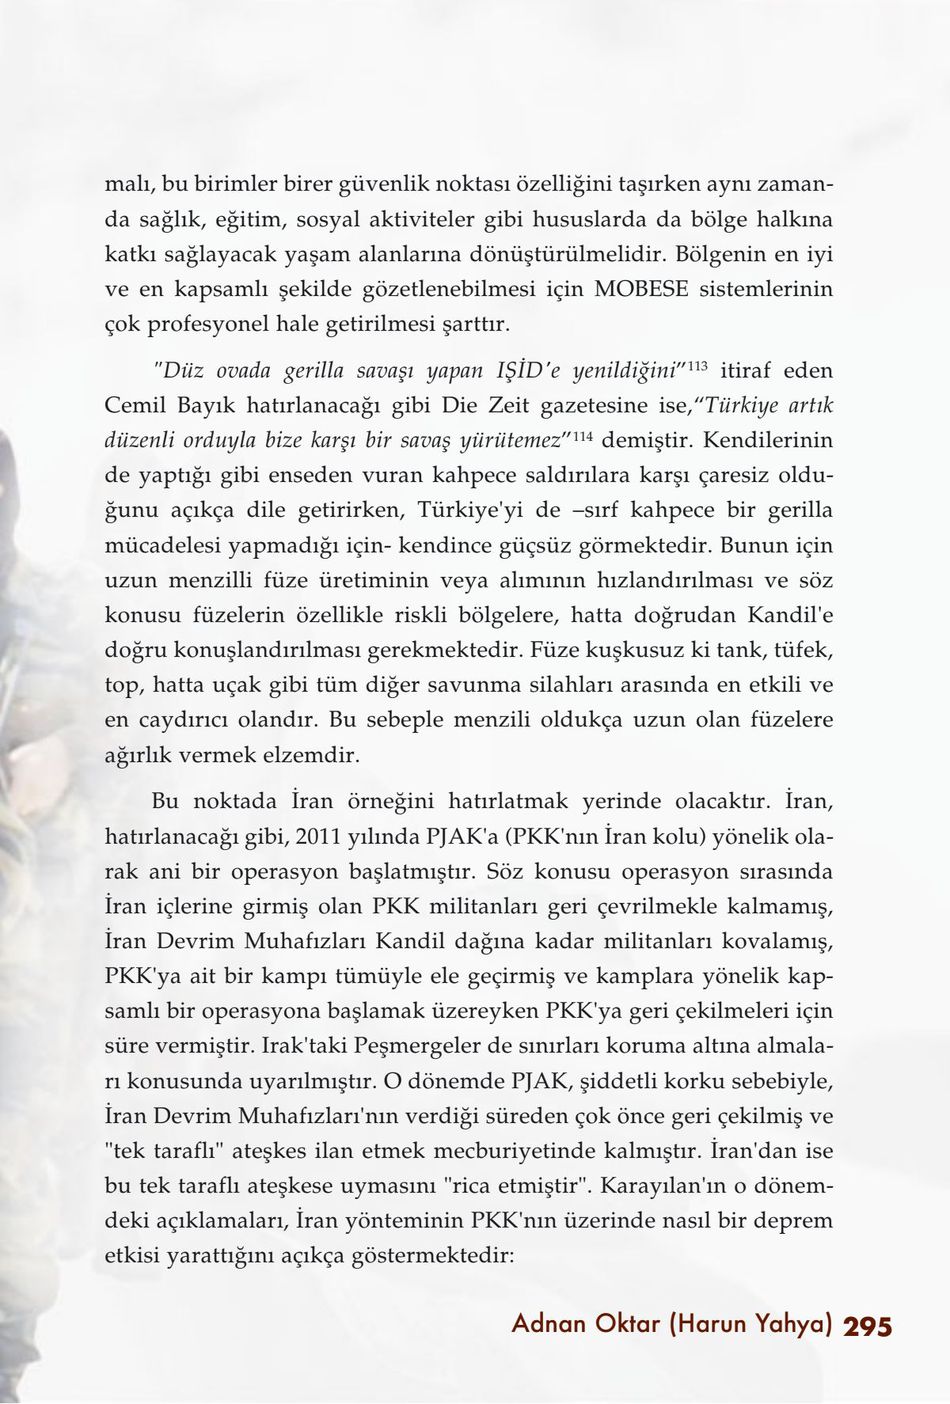 malı, bu birimler birer güvenlik noktası özelliğini taşırken aynı zaman-
da sağlık, eğitim, sosyal aktiviteler gibi hususlarda da bölge halkına
katkı sağlayacak yaşam alanlarına dönüştürülmelidir. Bölgenin en iyi
ve en kapsamlı şekilde gözetlenebilmesi için MOBESE sistemlerinin
çok profesyonel hale getirilmesi şarttır.
"Düz ovada gerilla savaşı yapan IŞİD'e yenildiğini"113 itiraf eden
Cemil Bayık hatırlanacağı gibi Die Zeit gazetesine ise,“Türkiye artık
düzenli orduyla bize karşı bir savaş yürütemez”114 demiştir. Kendilerinin
de yaptığı gibi enseden vuran kahpece saldırılara karşı çaresiz oldu-
ğunu açıkça dile getirirken, Türkiye'yi de –sırf kahpece bir gerilla
mücadelesi yapmadığı için- kendince güçsüz görmektedir. Bunun için
uzun menzilli füze üretiminin veya alımının hızlandırılması ve söz
konusu füzelerin özellikle riskli bölgelere, hatta doğrudan Kandil'e
doğru konuşlandırılması gerekmektedir. Füze kuşkusuz ki tank, tüfek,
top, hatta uçak gibi tüm diğer savunma silahları arasında en etkili ve
en caydırıcı olandır. Bu sebeple menzili oldukça uzun olan füzelere
ağırlık vermek elzemdir.
Bu noktada İran örneğini hatırlatmak yerinde olacaktır. İran,
hatırlanacağı gibi, 2011 yılında PJAK'a (PKK'nın İran kolu) yönelik ola-
rak ani bir operasyon başlatmıştır. Söz konusu operasyon sırasında
İran içlerine girmiş olan PKK militanları geri çevrilmekle kalmamış,
İran Devrim Muhafızları Kandil dağına kadar militanları kovalamış,
PKK'ya ait bir kampı tümüyle ele geçirmiş ve kamplara yönelik kap-
samlı bir operasyona başlamak üzereyken PKK'ya geri çekilmeleri için
süre vermiştir. Irak'taki Peşmergeler de sınırları koruma altına almala-
rı konusunda uyarılmıştır. O dönemde PJAK, şiddetli korku sebebiyle,
İran Devrim Muhafızları'nın verdiği süreden çok önce geri çekilmiş ve
"tek taraflı" ateşkes ilan etmek mecburiyetinde kalmıştır. İran'dan ise
bu tek taraflı ateşkese uymasını "rica etmiştir". Karayılan'ın o dönem-
deki açıklamaları, İran yönteminin PKK'nın üzerinde nasıl bir deprem
etkisi yarattığını açıkça göstermektedir:
Adnan Oktar (Harun Yahya) 295